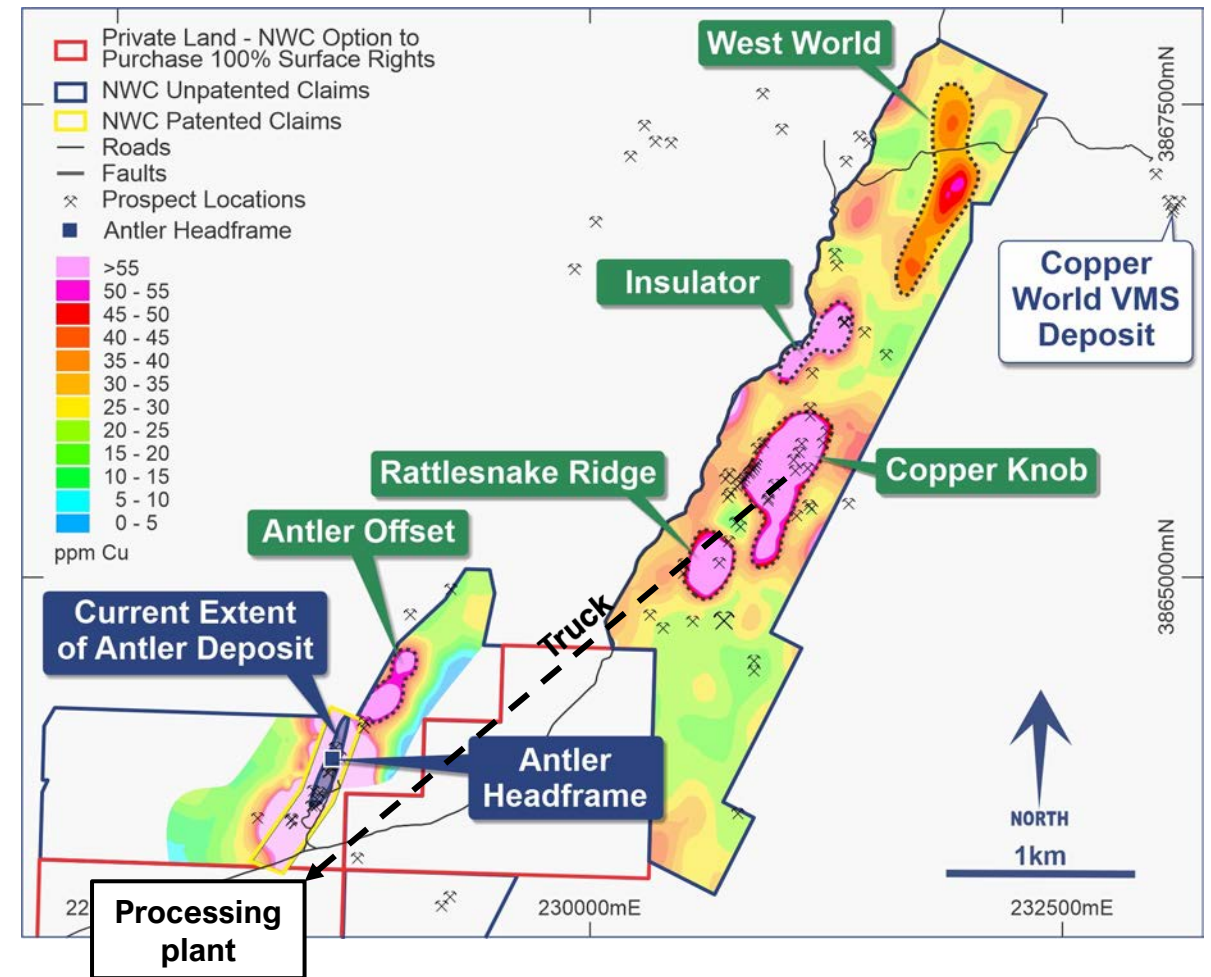 Private Land - NWC Option to
Purchase 100% Surface Rights
NWC Unpatented Claims
NWC Patented Claims
Roads
Faults
Prospect Locations
Antler Headframe
>55
50 - 55
45 - 50
40 - 45
35 - 40
30 - 35
25 - 30
20 - 25
15 - 20
10 - 15
5 - 10
0 - 5
ppm Cu
West World
3867500mN
Insulator
Copper
World VMS
Deposit
Rattlesnake Ridge
Copper Knob
Antler Offset
3865000mN
Current Extent
of Antler Deposit
Truck
Antler
Headframe
NORTH
1km
22
230000mE
232500mE
Processing
plant